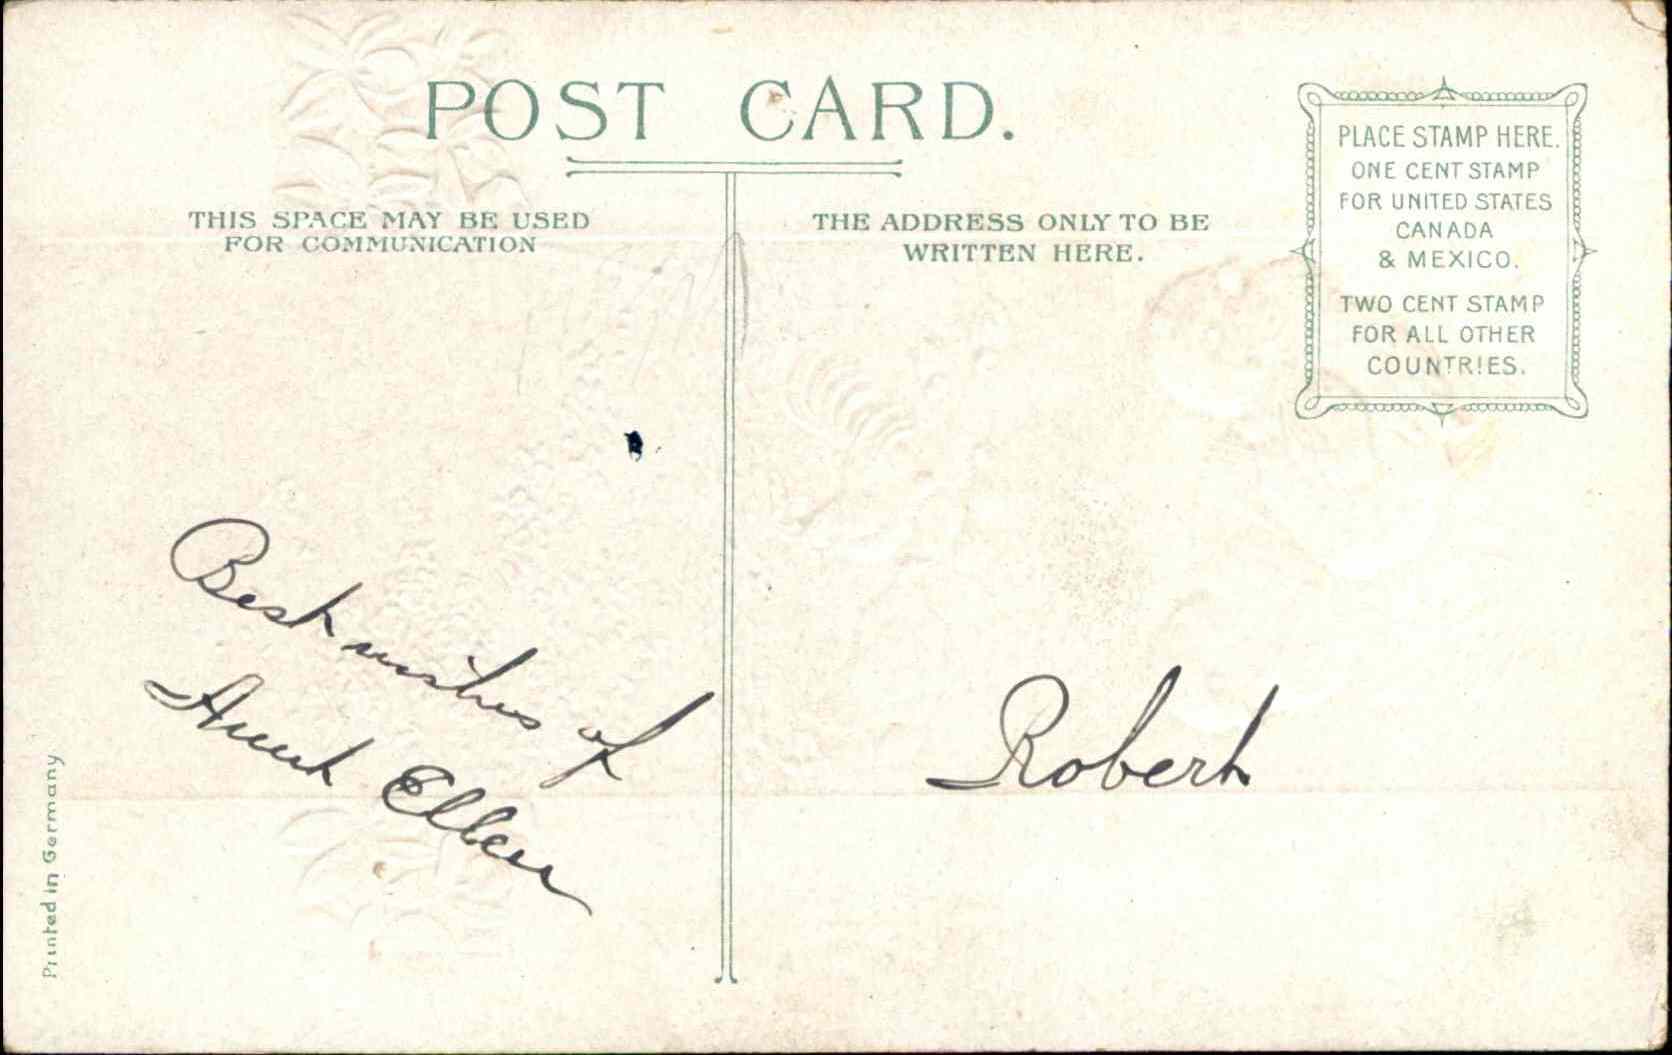 POST CARD.
THIS SPACE MAY BE USED
FOR COMMUNICATION
THE ADDRESS ONLY TO BE
WRITTEN HERE.
PLACE STAMP HERE.
ONE CENT STAMP
FOR UNITED STATES
CANADA
& MEXICO.
TWO CENT STAMP
FOR ALL OTHER
COUNTRIES.
Best wishes of
Aunt Ellen
Robert
Printed in Germany